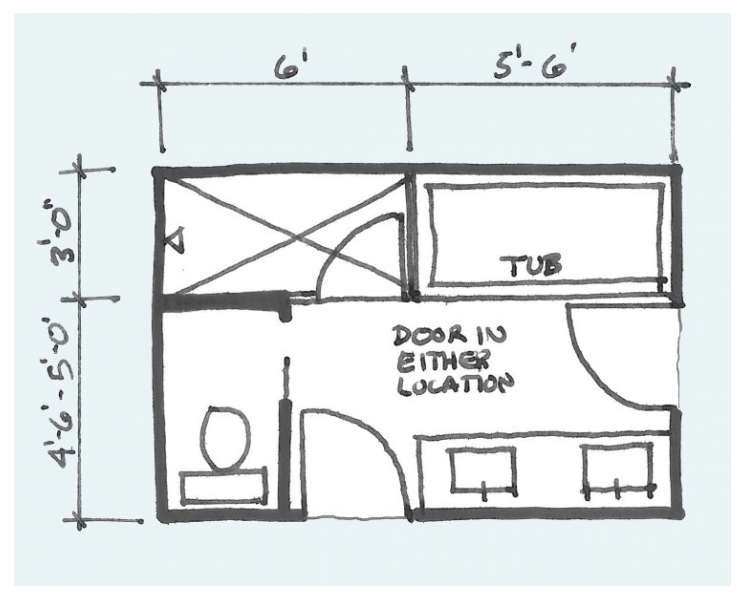 6'
5'-6'
3'-0"
4'-6'-5'-0'
TUB
DOOR IN
EITHER
LOCATION